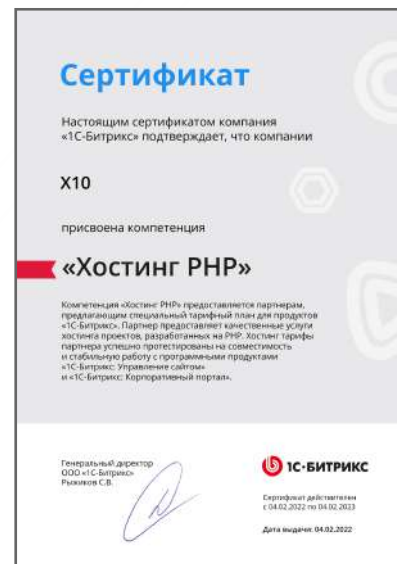 Сертификат
Настоящим сертификатом компания
«1С-Битрикс» подтверждает, что компании
X10
присвоена компетенция
«Хостинг PHP»
Компетенция «Хостинг PHP» предоставляется партнерам,
предлагающим специальный тарифный план для продуктов
«1С-Битрикс». Партнер предоставляет качественные услуги
хостинга проектов, разработанных на PHP. Хостинг тарифы
партнера успешно протестированы на совместимость
и стабильную работу с программными продуктами
«1С-Битрикс: Управление сайтом»
и «1С-Битрикс: Корпоративный портал».
Генеральный директор
ООО «1С-Битрикс»
Рыжиков С.В.
1С-БИТРИКС
Сертификат действителен
с 04.02.2022 по 04.02.2023
Дата выдачи: 04.02.2022